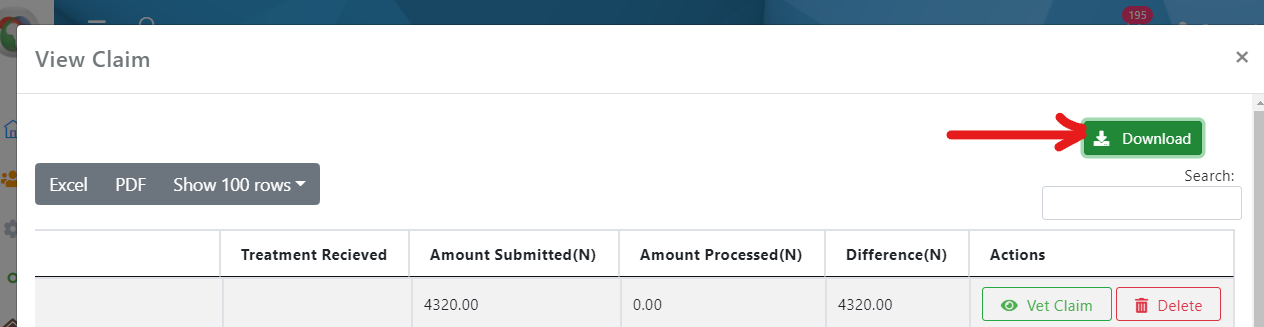 195
View Claim
×
Download
Excel PDF Show 100 rows
Search:
Treatment Recieved Amount Submitted(N) Amount Processed(N) Difference(N) Actions
4320.00 0.00 4320.00 Vet Claim Delete